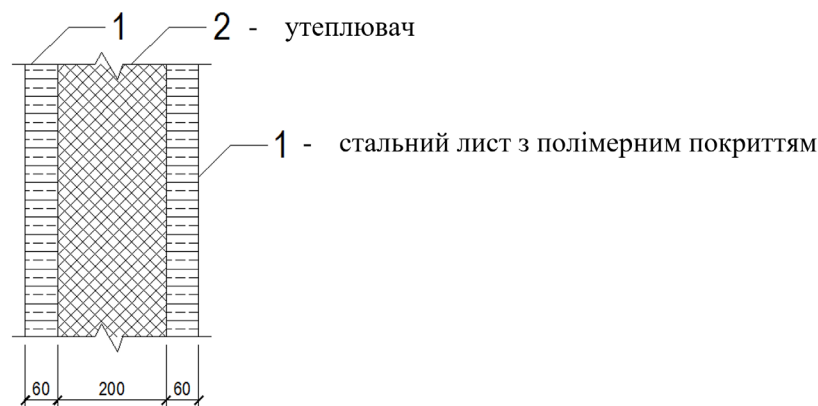 1
2 - утеплювач
1 - стальний лист з полімерним покриттям
60 200 60